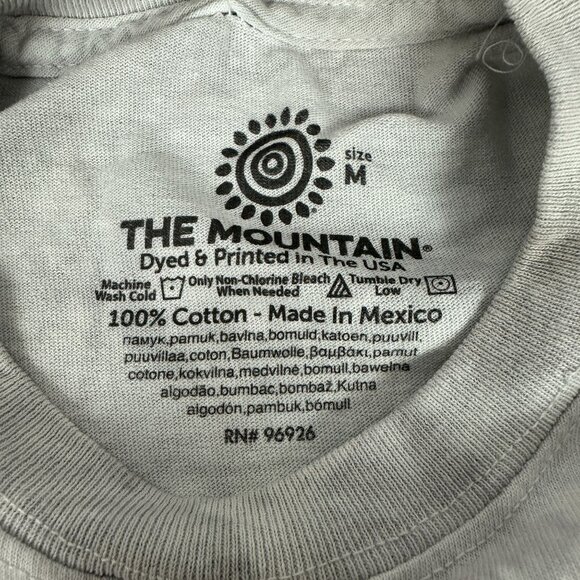 size
M
THE MOUNTAIN®
Dyed & Printed in The USA
Machine Wash Cold Only Non-Chlorine Bleach When Needed Tumble Dry Low
100% Cotton - Made In Mexico
памук,pamuk,bavlna,bomuld,katoen,puuvill,
puuvillaa,coton,Baumwolle,βαμβάκι,pamut
cotone,kokvilna,medvilnė,bomull,bawełna
algodão,bumbac,bombaž,Kutna
algodón,pambuk,bómull
RN# 96926